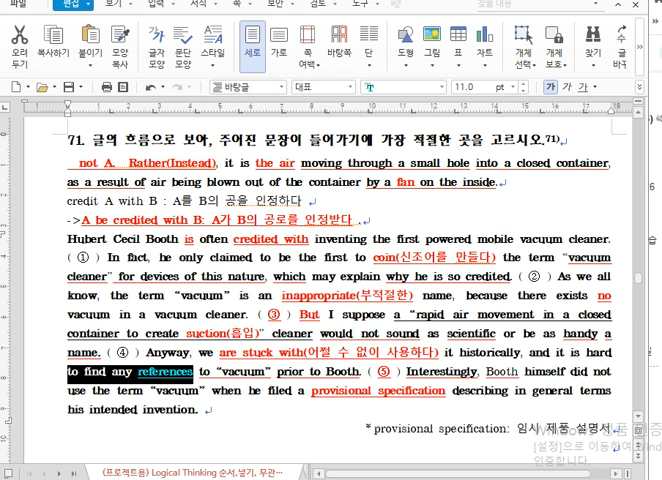 파일 편집 보기 입력 서식 쪽 보안 검토 도구 찾을 내용
오려 두기 복사하기 붙이기 모양 복사 글자 모양 문단 모양 스타일 세로 가로 쪽 여백 바탕쪽 단 도형 그림 표 차트 개체 선택 개체 보호 찾기
바탕글 대표 11.0 pt 가 가 가
71. 글의 흐름으로 보아, 주어진 문장이 들어가기에 가장 적절한 곳을 고르시오.71)
not A. Rather(Instead), it is the air moving through a small hole into a closed container,
as a result of air being blown out of the container by a fan on the inside.
credit A with B : A를 B의 공을 인정하다
->A be credited with B: A가 B의 공로를 인정받다 .
Hubert Cecil Booth is often credited with inventing the first powered mobile vacuum cleaner.
( ① ) In fact, he only claimed to be the first to coin(신조어를 만들다) the term “vacuum
cleaner” for devices of this nature, which may explain why he is so credited. ( ② ) As we all
know, the term “vacuum” is an inappropriate(부적절한) name, because there exists no
vacuum in a vacuum cleaner. ( ③ ) But I suppose a “rapid air movement in a closed
container to create suction(흡입)” cleaner would not sound as scientific or be as handy a
name. ( ④ ) Anyway, we are stuck with(어쩔 수 없이 사용하다) it historically, and it is hard
to find any references to “vacuum” prior to Booth. ( ⑤ ) Interestingly, Booth himself did not
use the term “vacuum” when he filed a provisional specification describing in general terms
his intended invention.
* provisional specification: 임시 제품 설명서
Windows
[설정]으로 이동하여 Wind
인증합니다.
(프로젝트용) Logical Thinking 순서,넣기, 무관…